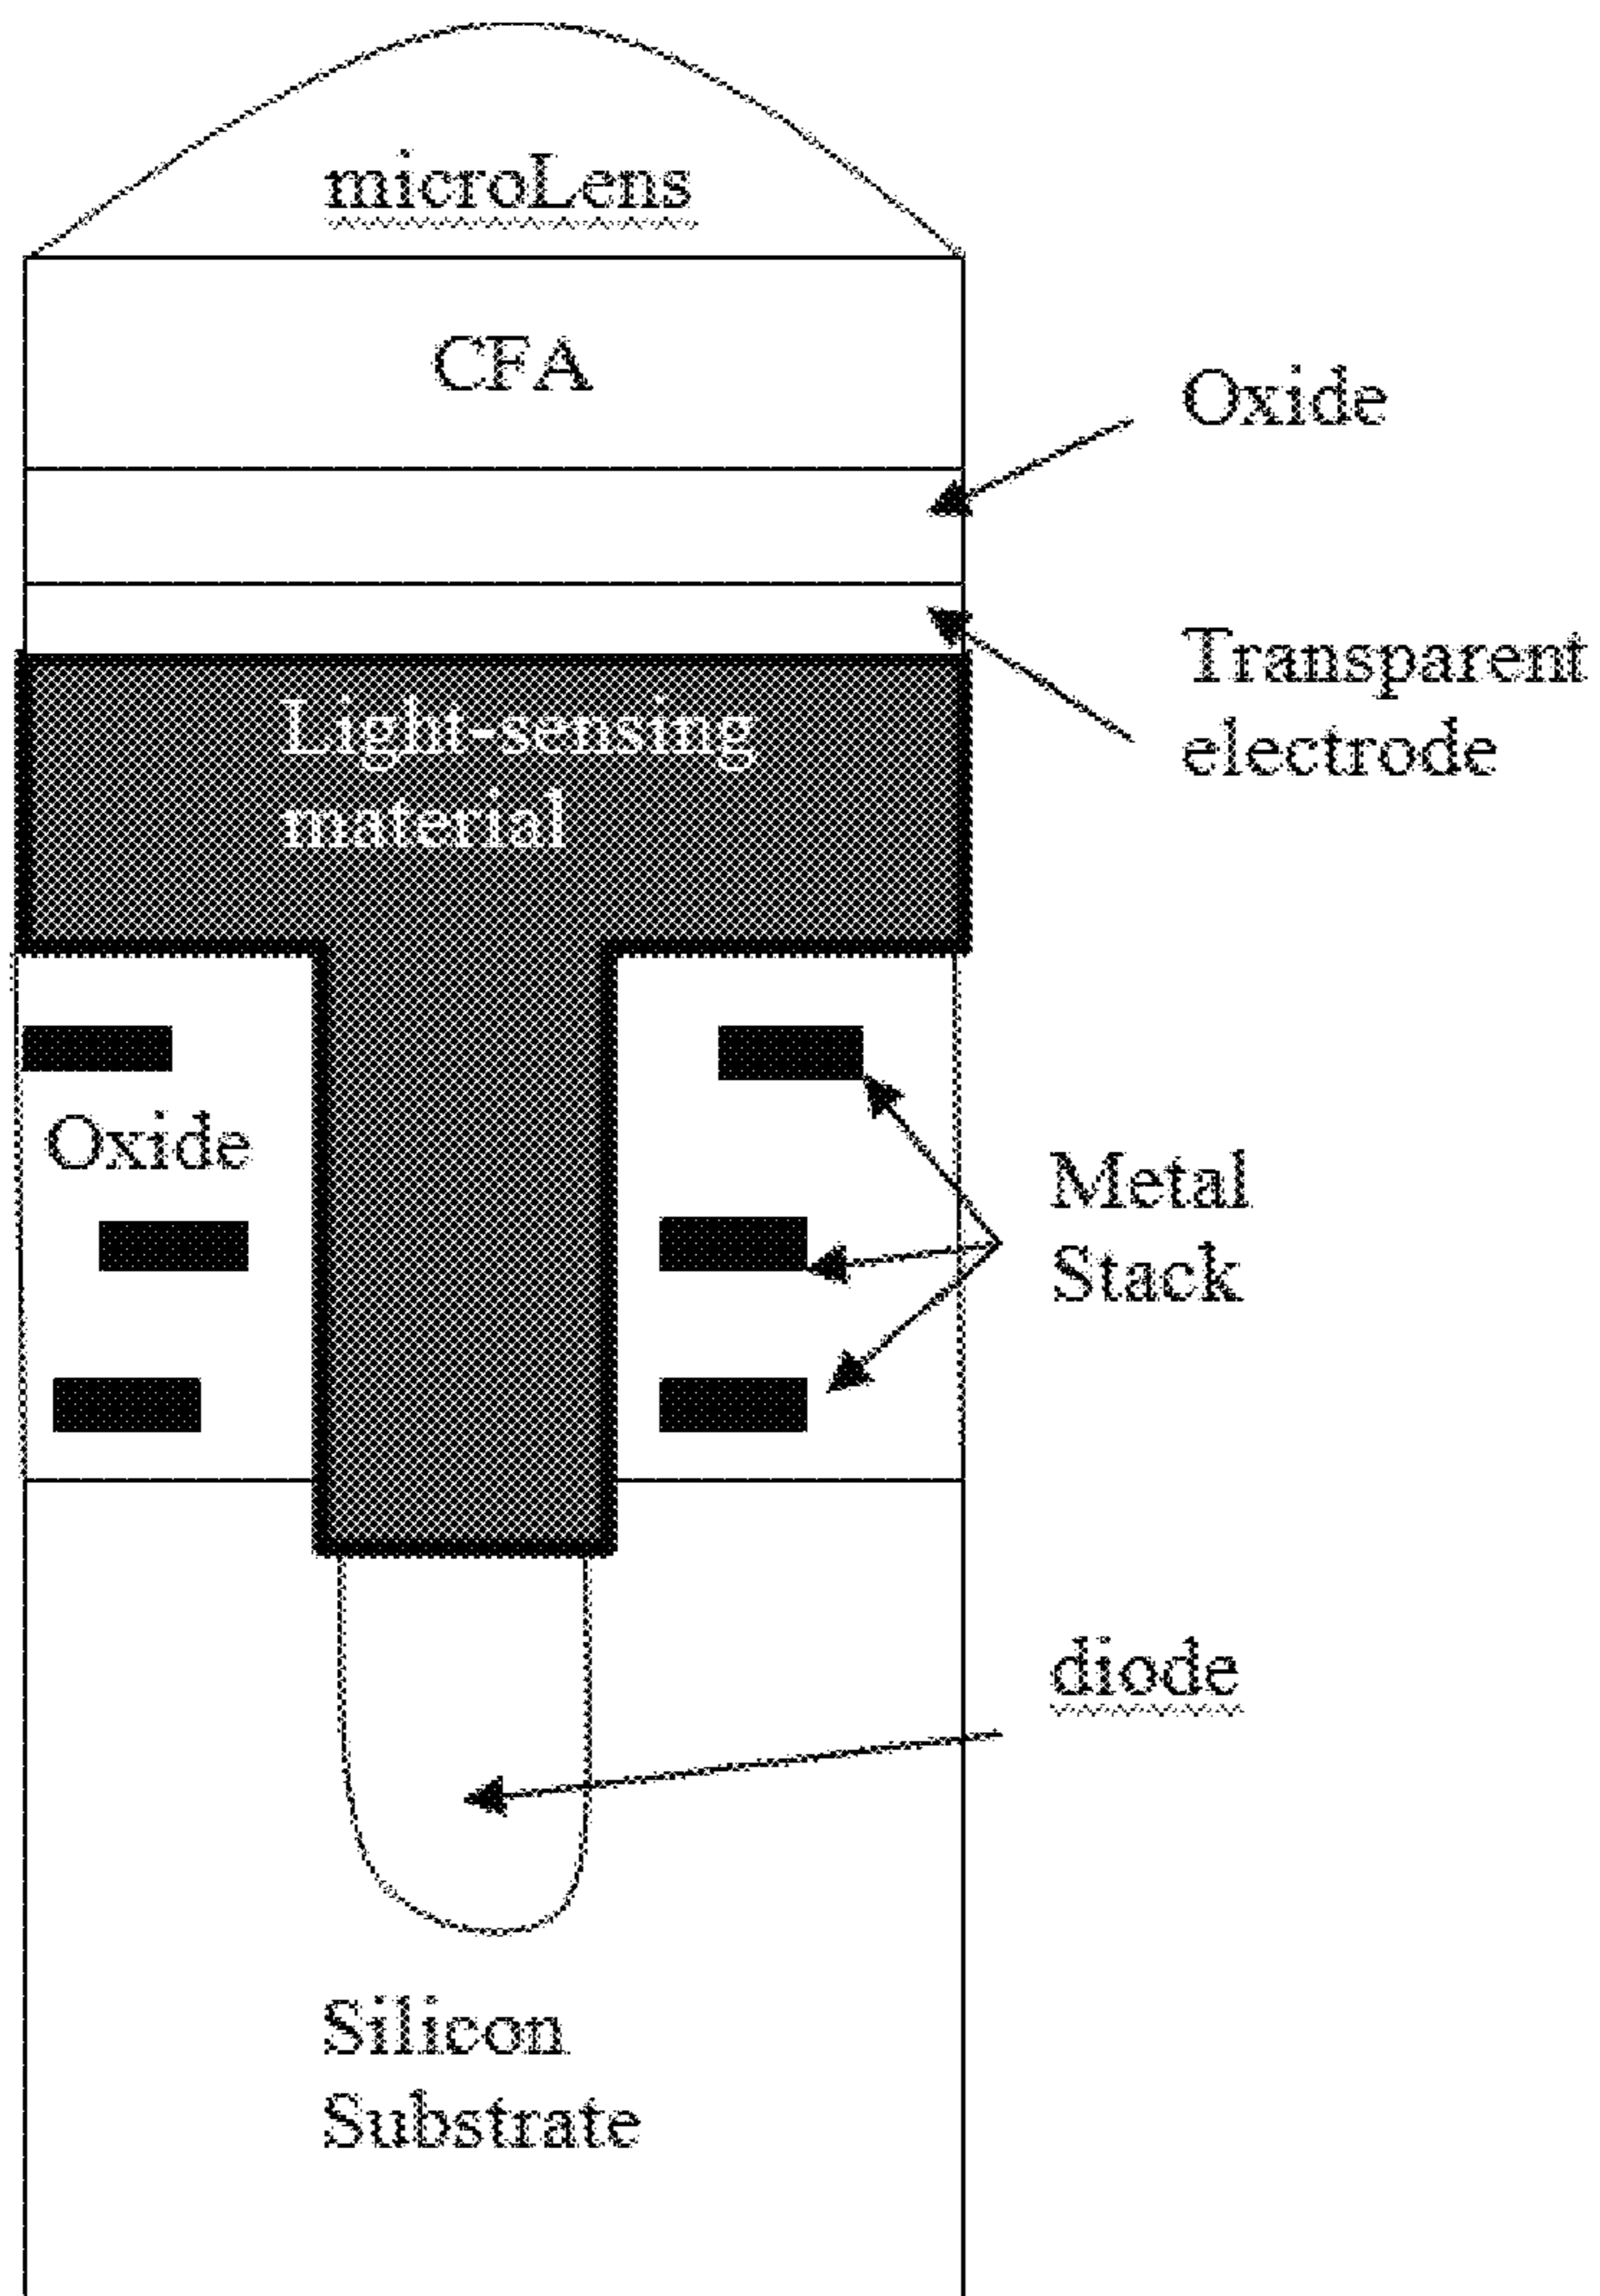 microLens
CFA
Oxide
Transparent
electrode
Light-sensing
material
Oxide
Metal
Stack
diode
Silicon
Substrate